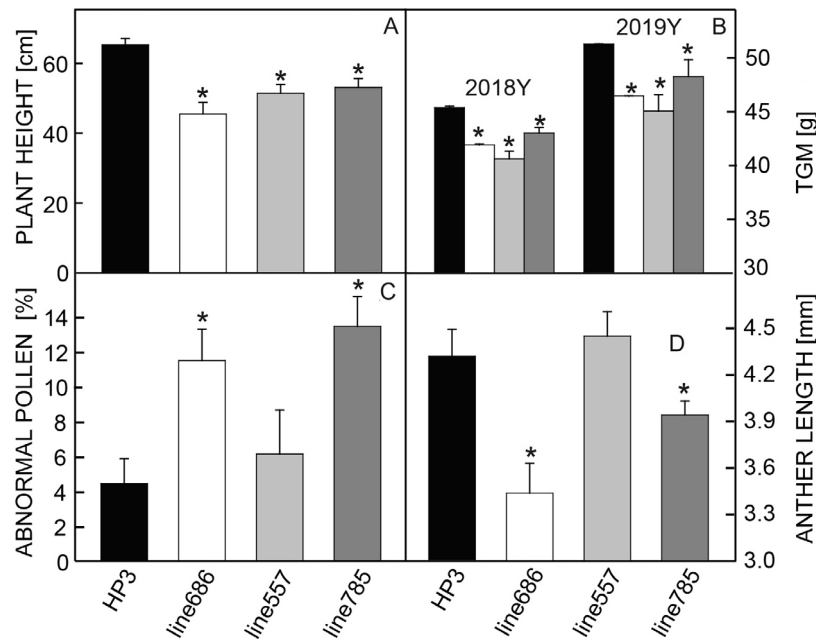 A
PLANT HEIGHT [cm]
60
40
20
0
*
*
*
B
2018Y
2019Y
*
*
*
*
*
*
TGM [g]
50
45
40
35
30
C
ABNORMAL POLLEN [%]
14
12
10
8
6
4
2
0
*
*
D
*
*
ANTHER LENGTH [mm]
4.5
4.2
3.9
3.6
3.3
3.0
HP3
line686
line557
line785
HP3
line686
line557
line785